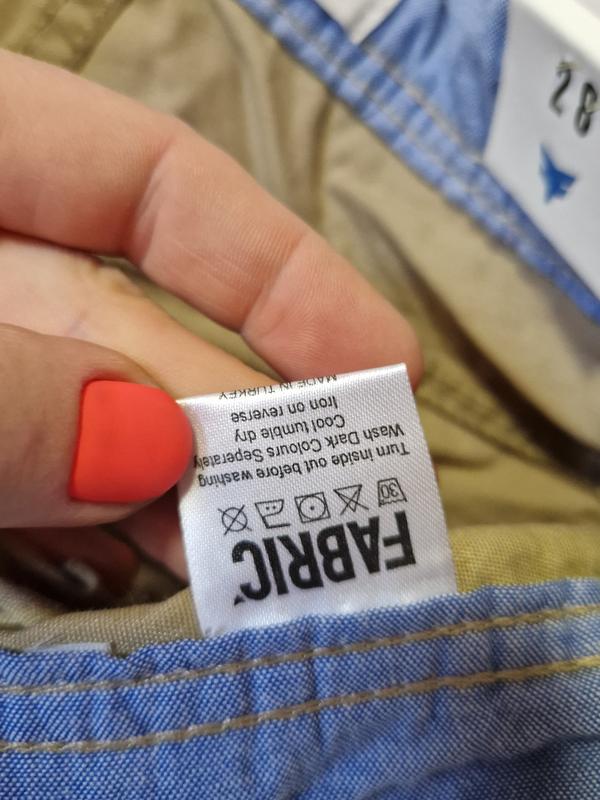 FABRIC
30
Turn inside out before washing
Wash Dark Colours Seperately
Cool tumble dry
Iron on reverse
MADE IN TURKEY
28